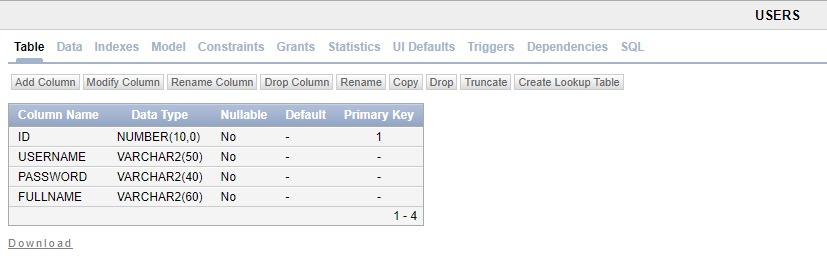 USERS
Table Data Indexes Model Constraints Grants Statistics UI Defaults Triggers Dependencies SQL
Add Column Modify Column Rename Column Drop Column Rename Copy Drop Truncate Create Lookup Table
Column Name Data Type Nullable Default Primary Key
ID NUMBER(10,0) No - 1
USERNAME VARCHAR2(50) No - -
PASSWORD VARCHAR2(40) No - -
FULLNAME VARCHAR2(60) No - -
1 - 4
Download